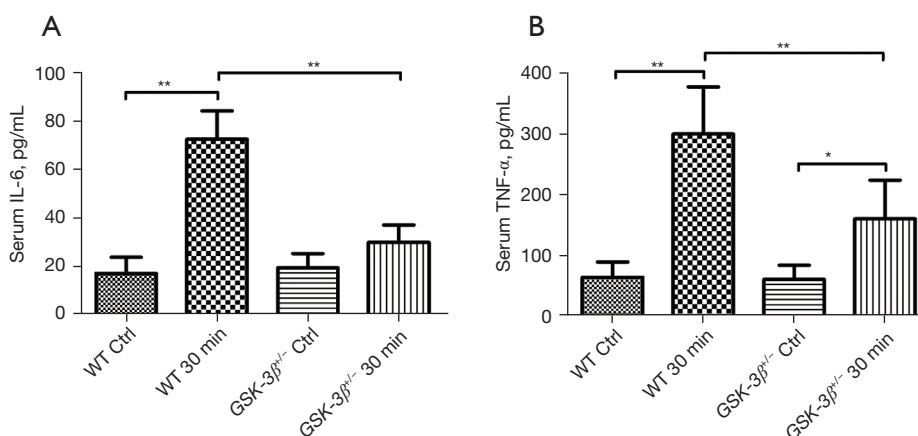 A
Serum IL-6, pg/mL
100
80
60
40
20
0
**
**
WT Ctrl
WT 30 min
GSK-3β+/– Ctrl
GSK-3β+/– 30 min
B
Serum TNF-α, pg/mL
400
300
200
100
0
**
**
*
WT Ctrl
WT 30 min
GSK-3β+/– Ctrl
GSK-3β+/– 30 min